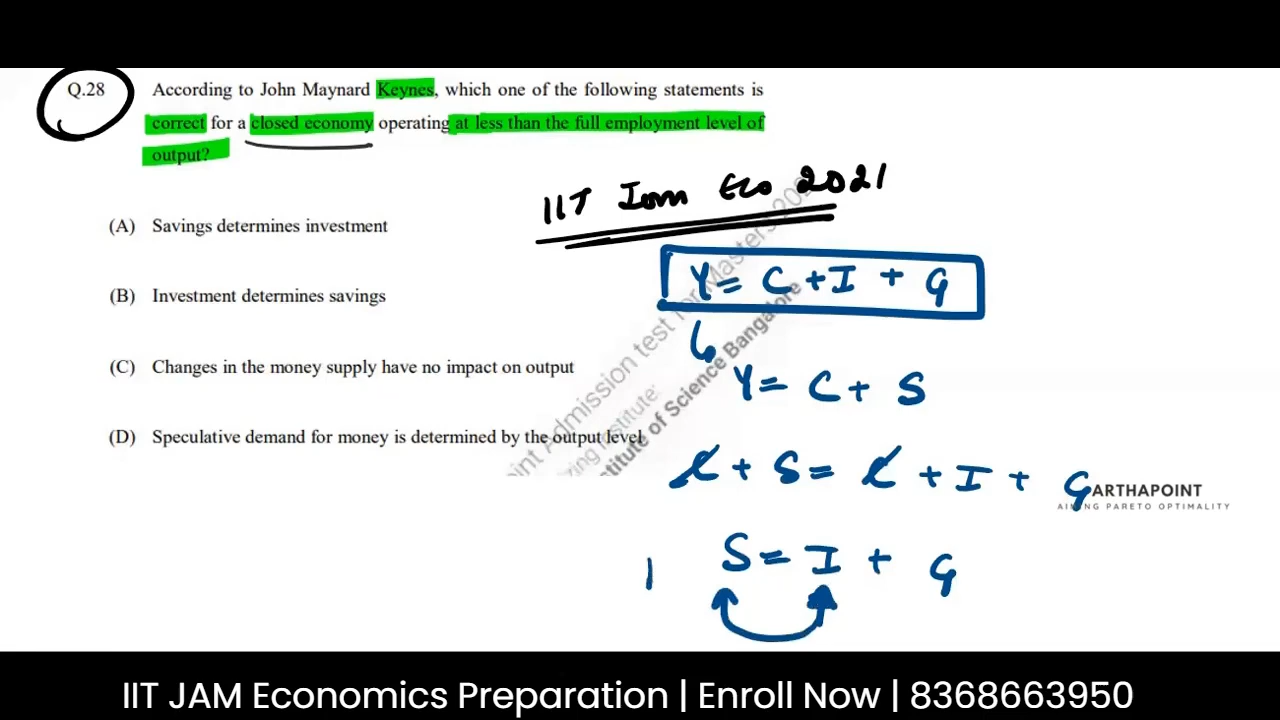 Q.28 According to John Maynard Keynes, which one of the following statements is
correct for a closed economy operating at less than the full employment level of
output?
IIT Jam Eco 2021
(A) Savings determines investment
Y = C + I + G
(B) Investment determines savings
(C) Changes in the money supply have no impact on output
Y = C + S
(D) Speculative demand for money is determined by the output level
C + S = C + I + G
ARTHAPOINT
AIMING PARETO OPTIMALITY
S = I + G
IIT JAM Economics Preparation | Enroll Now | 8368663950